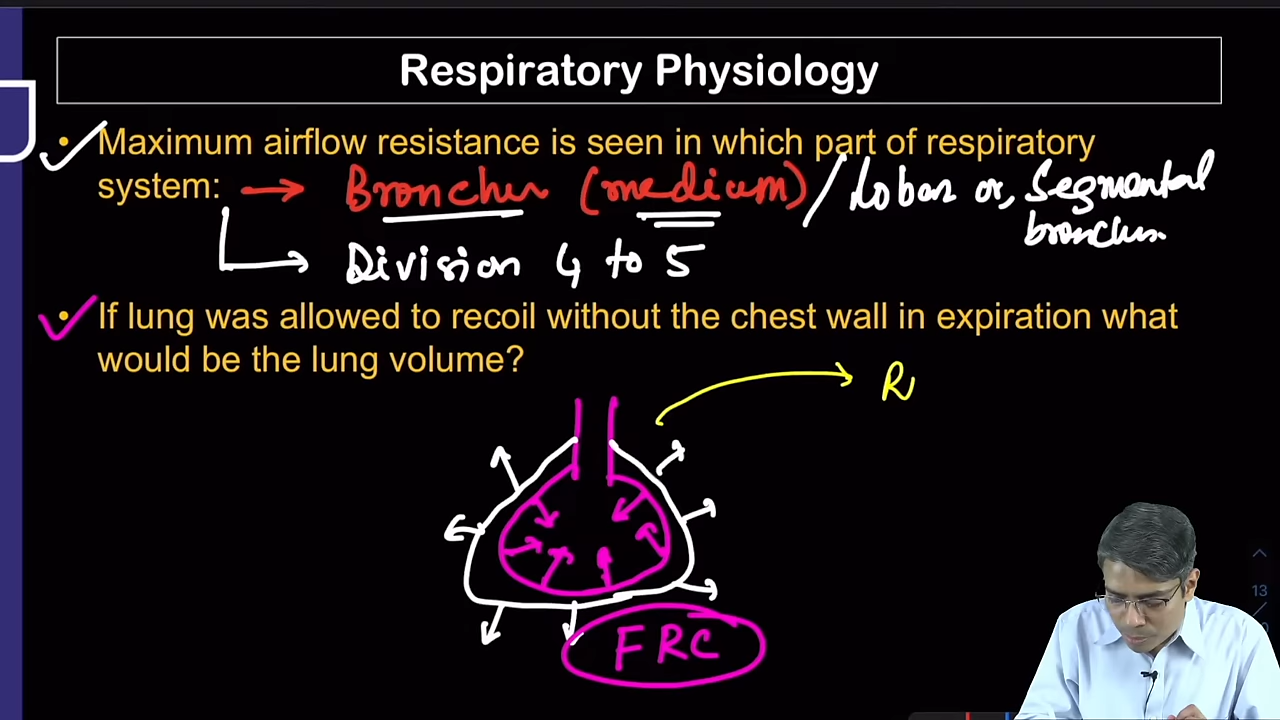 Respiratory Physiology
• Maximum airflow resistance is seen in which part of respiratory
system: → Bronchus (medium) / Lobar or, Segmental
bronchus.
→ Division 4 to 5
• If lung was allowed to recoil without the chest wall in expiration what
would be the lung volume?
R
FRC
13
/